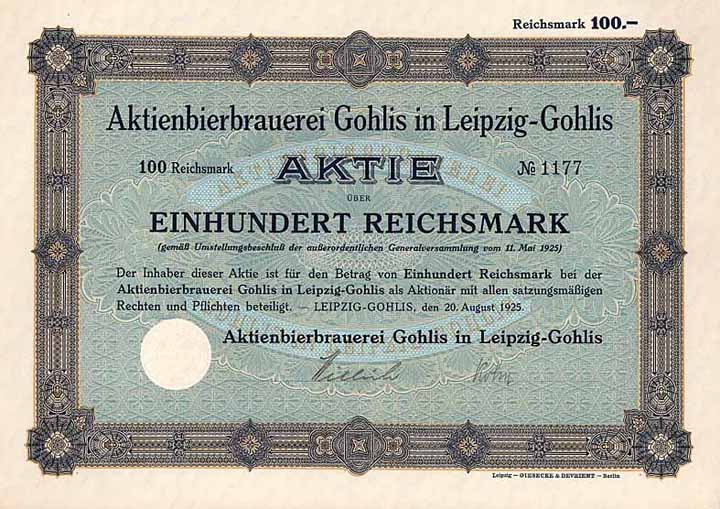 Reichsmark 100.—
Aktienbierbrauerei Gohlis in Leipzig-Gohlis
100 Reichsmark AKTIE № 1177
ÜBER
EINHUNDERT REICHSMARK
(gemäß Umstellungsbeschluß der außerordentlichen Generalversammlung vom 11. Mai 1925)
Der Inhaber dieser Aktie ist für den Betrag von Einhundert Reichsmark bei der
Aktienbierbrauerei Gohlis in Leipzig-Gohlis als Aktionär mit allen satzungsmäßigen
Rechten und Pflichten beteiligt. — LEIPZIG-GOHLIS, den 20. August 1925.
Aktienbierbrauerei Gohlis in Leipzig-Gohlis
Leipzig — GIESECKE & DEVRIENT — Berlin